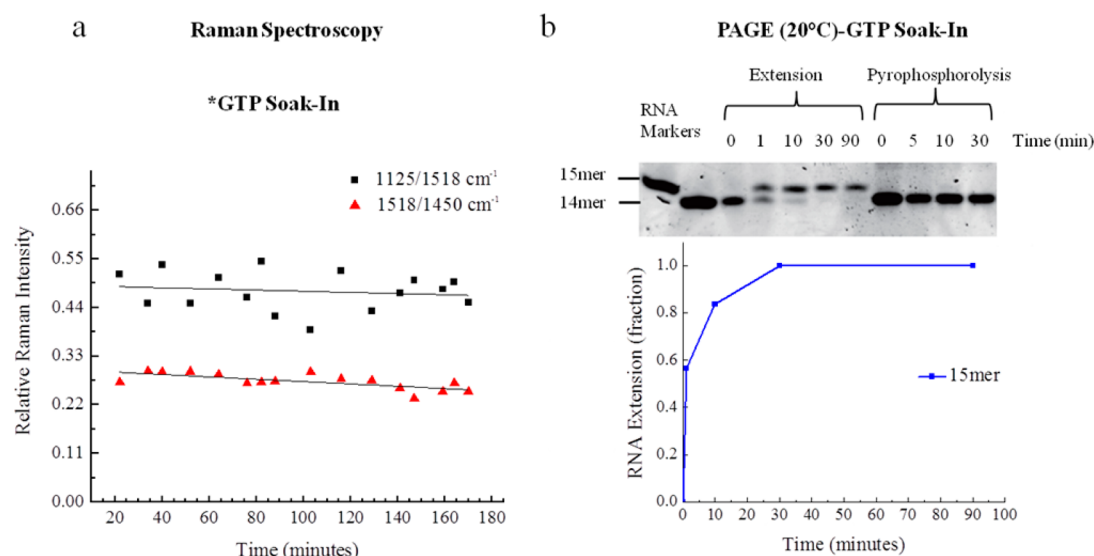 a
Raman Spectroscopy
*GTP Soak-In
1125/1518 cm⁻¹
1518/1450 cm⁻¹
Relative Raman Intensity
0.66
0.55
0.44
0.33
0.22
0.11
0.00
20 40 60 80 100 120 140 160 180
Time (minutes)
b
PAGE (20°C)-GTP Soak-In
Extension Pyrophosphorolysis
RNA
Markers
0 1 10 30 90 0 5 10 30 Time (min)
15mer
14mer
RNA Extension (fraction)
1.0
0.8
0.6
0.4
0.2
0.0
15mer
0 10 20 30 40 50 60 70 80 90 100
Time (minutes)